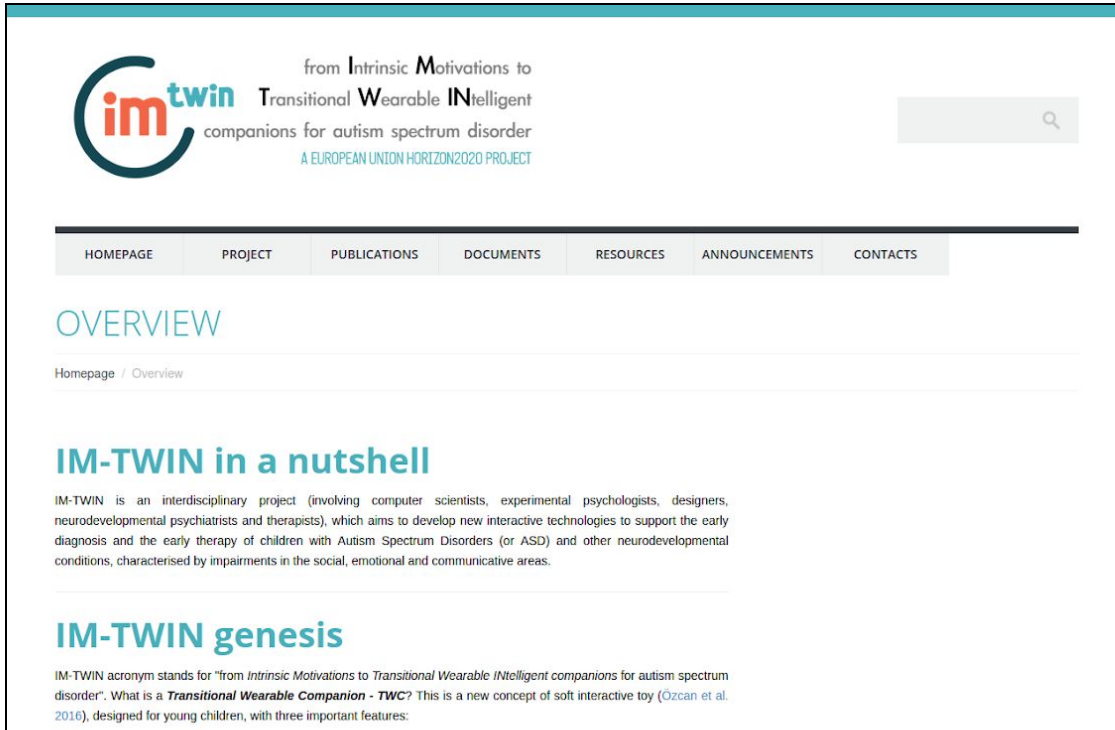 from Intrinsic Motivations to
im twin Transitional Wearable INtelligent
companions for autism spectrum disorder
A EUROPEAN UNION HORIZON2020 PROJECT
HOMEPAGE PROJECT PUBLICATIONS DOCUMENTS RESOURCES ANNOUNCEMENTS CONTACTS
OVERVIEW
Homepage / Overview
IM-TWIN in a nutshell
IM-TWIN is an interdisciplinary project (involving computer scientists, experimental psychologists, designers,
neurodevelopmental psychiatrists and therapists), which aims to develop new interactive technologies to support the early
diagnosis and the early therapy of children with Autism Spectrum Disorders (or ASD) and other neurodevelopmental
conditions, characterised by impairments in the social, emotional and communicative areas.
IM-TWIN genesis
IM-TWIN acronym stands for "from Intrinsic Motivations to Transitional Wearable INtelligent companions for autism spectrum
disorder". What is a Transitional Wearable Companion - TWC? This is a new concept of soft interactive toy (Özcan et al.
2016), designed for young children, with three important features: